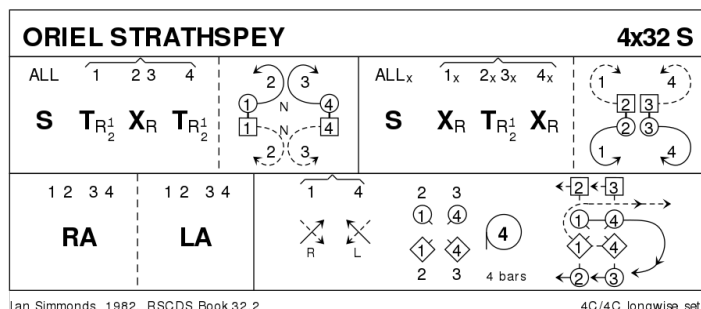 ORIEL STRATHSPEY 4x32 S
ALL 1 2 3 4
S TR½ XR TR½
2 3
1 N 4
1 N 4
2 3
ALLx 1x 2x 3x 4x
S XR TR½ XR
1 4
2 3
2 3
1 4
1 2 3 4
RA
1 2 3 4
LA
1 4
R L
2 3
1 4
1 4
2 3
4
4 bars
2 3
1 4
1 4
2 3
Ian Simmonds, 1982, RSCDS Book 32.2 4C/4C longwise set